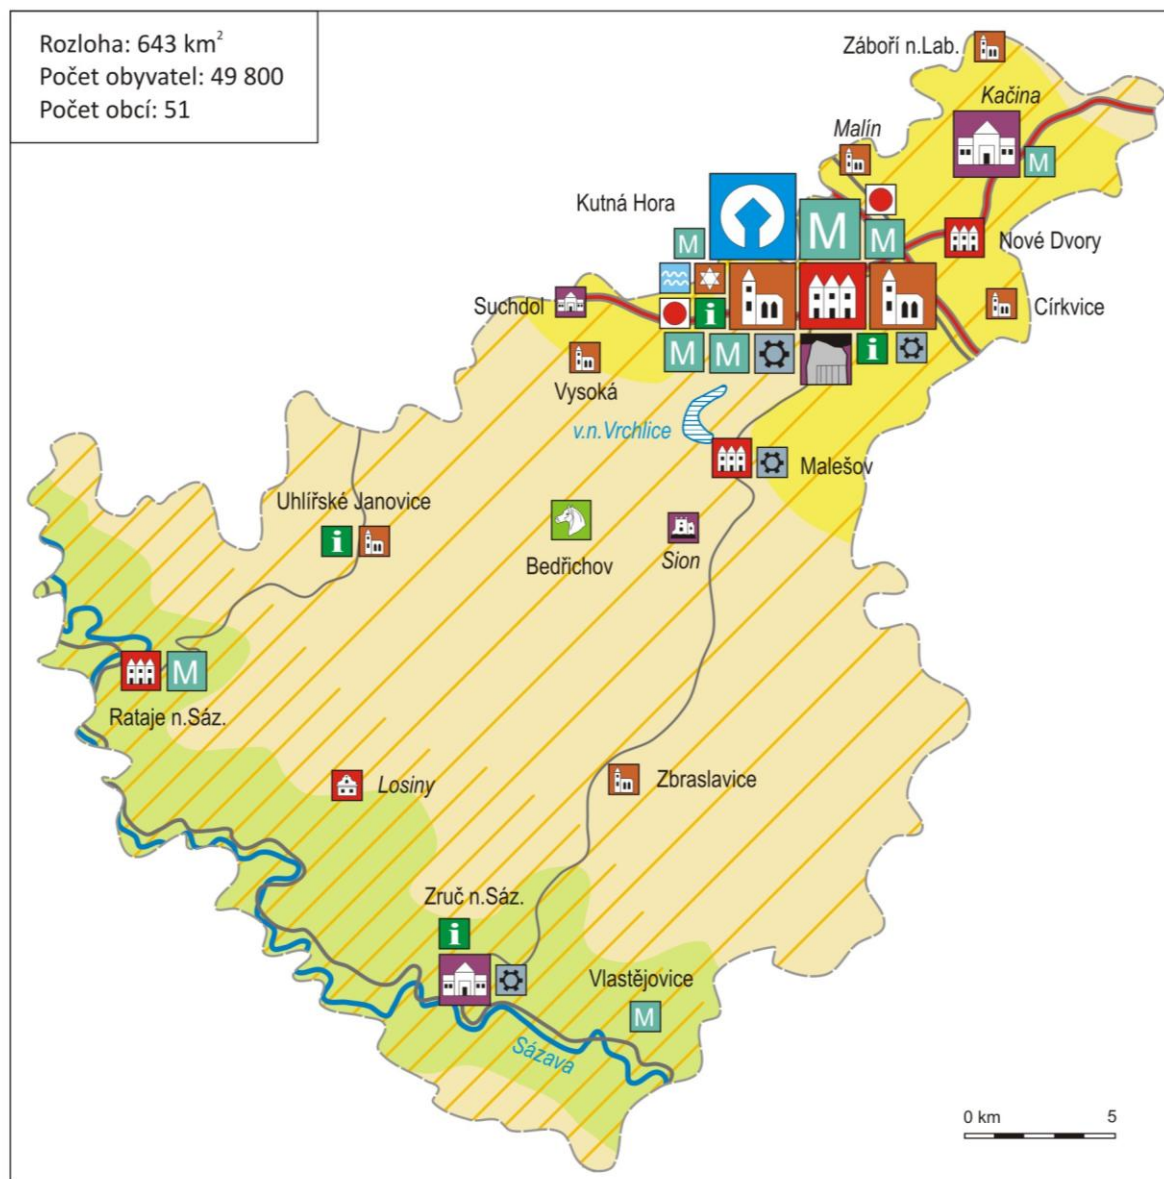 Rozloha: 643 km²
Počet obyvatel: 49 800
Počet obcí: 51
Záboří n.Lab.
Kačina
Malín
M
Kutná Hora
M
M
M
Nové Dvory
Suchdol
i
Církvice
M
M
i
Vysoká
v.n.Vrchlice
Malešov
Uhlířské Janovice
i
Bedřichov
Sion
M
Rataje n.Sáz.
Losiny
Zbraslavice
Zruč n.Sáz.
i
Vlastějovice
M
Sázava
0 km 5